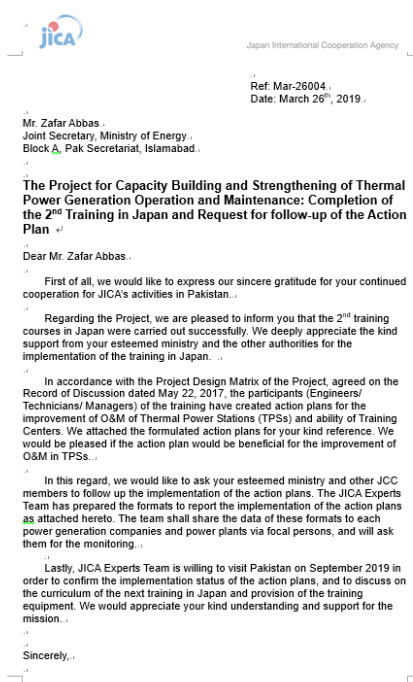 jICA
Japan International Cooperation Agency
Ref: Mar-26004
Date: March 26th, 2019
Mr. Zafar Abbas
Joint Secretary, Ministry of Energy
Block A, Pak Secretariat, Islamabad
The Project for Capacity Building and Strengthening of Thermal
Power Generation Operation and Maintenance: Completion of
the 2nd Training in Japan and Request for follow-up of the Action
Plan
Dear Mr. Zafar Abbas
First of all, we would like to express our sincere gratitude for your continued
cooperation for JICA's activities in Pakistan.
Regarding the Project, we are pleased to inform you that the 2nd training
courses in Japan were carried out successfully. We deeply appreciate the kind
support from your esteemed ministry and the other authorities for the
implementation of the training in Japan.
In accordance with the Project Design Matrix of the Project, agreed on the
Record of Discussion dated May 22, 2017, the participants (Engineers/
Technicians/ Managers) of the training have created action plans for the
improvement of O&M of Thermal Power Stations (TPSs) and ability of Training
Centers. We attached the formulated action plans for your kind reference. We
would be pleased if the action plan would be beneficial for the improvement of
O&M in TPSs.
In this regard, we would like to ask your esteemed ministry and other JCC
members to follow up the implementation of the action plans. The JICA Experts
Team has prepared the formats to report the implementation of the action plans
as attached hereto. The team shall share the data of these formats to each
power generation companies and power plants via focal persons, and will ask
them for the monitoring.
Lastly, JICA Experts Team is willing to visit Pakistan on September 2019 in
order to confirm the implementation status of the action plans, and to discuss on
the curriculum of the next training in Japan and provision of the training
equipment. We would appreciate your kind understanding and support for the
mission.
Sincerely,